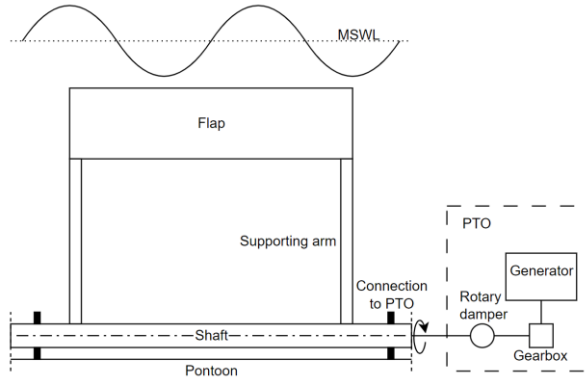 MSWL
Flap
PTO
Supporting arm
Generator
Connection
to PTO
Rotary
damper
Shaft
Gearbox
Pontoon